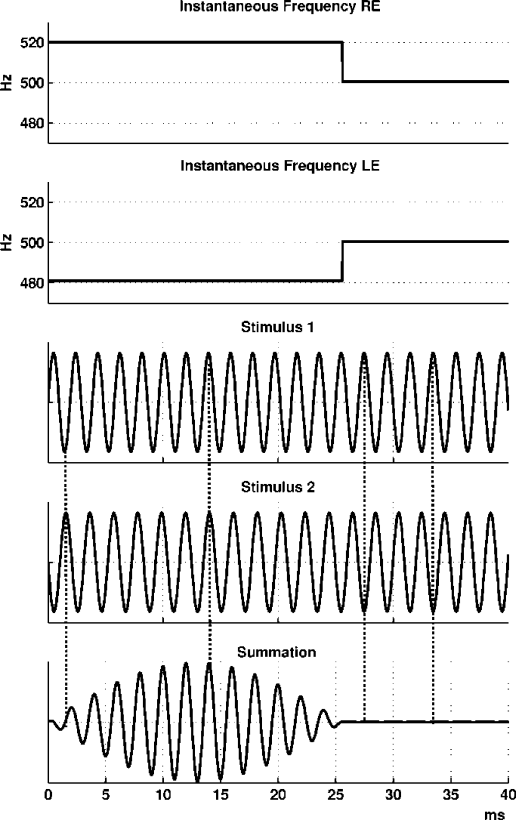 Instantaneous Frequency RE
520
500
480
Hz
Instantaneous Frequency LE
520
500
480
Hz
Stimulus 1
Stimulus 2
Summation
0 5 10 15 20 25 30 35 40
ms